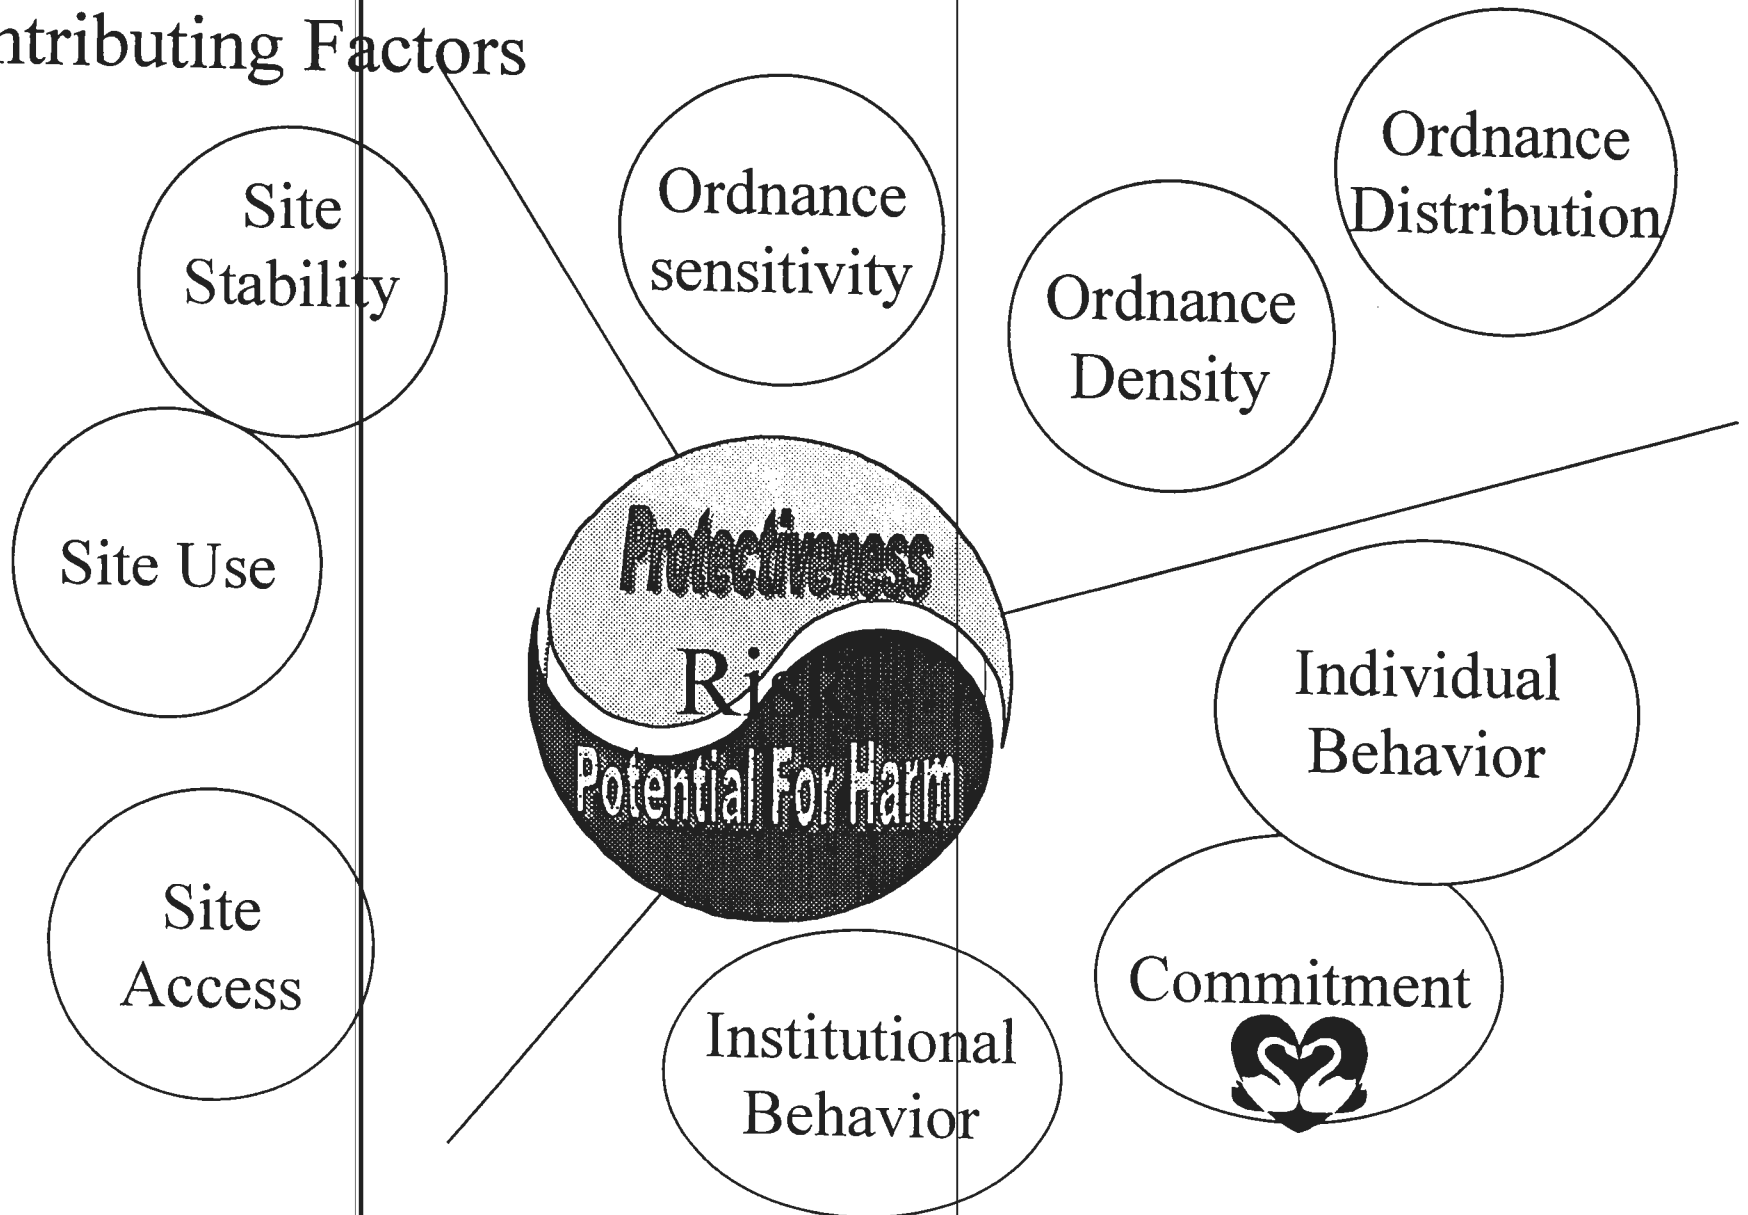 ntributing Factors
Site
Stability
Ordnance
sensitivity
Ordnance
Density
Ordnance
Distribution
Site Use
Protectiveness
Risk
Potential For Harm
Individual
Behavior
Site
Access
Institutional
Behavior
Commitment